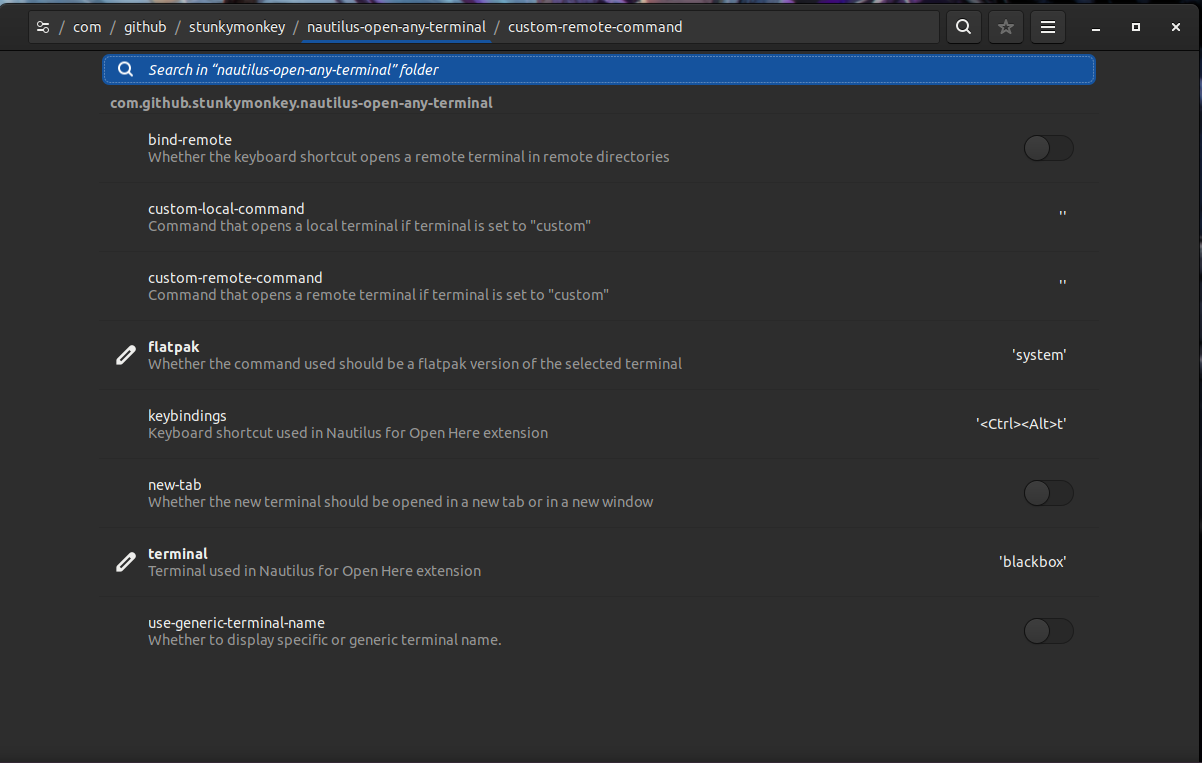 / com / github / stunkymonkey / nautilus-open-any-terminal / custom-remote-command
Search in “nautilus-open-any-terminal” folder
com.github.stunkymonkey.nautilus-open-any-terminal
bind-remote
Whether the keyboard shortcut opens a remote terminal in remote directories
custom-local-command
Command that opens a local terminal if terminal is set to "custom"
''
custom-remote-command
Command that opens a remote terminal if terminal is set to "custom"
''
flatpak
Whether the command used should be a flatpak version of the selected terminal
'system'
keybindings
Keyboard shortcut used in Nautilus for Open Here extension
'<Ctrl><Alt>t'
new-tab
Whether the new terminal should be opened in a new tab or in a new window
terminal
Terminal used in Nautilus for Open Here extension
'blackbox'
use-generic-terminal-name
Whether to display specific or generic terminal name.